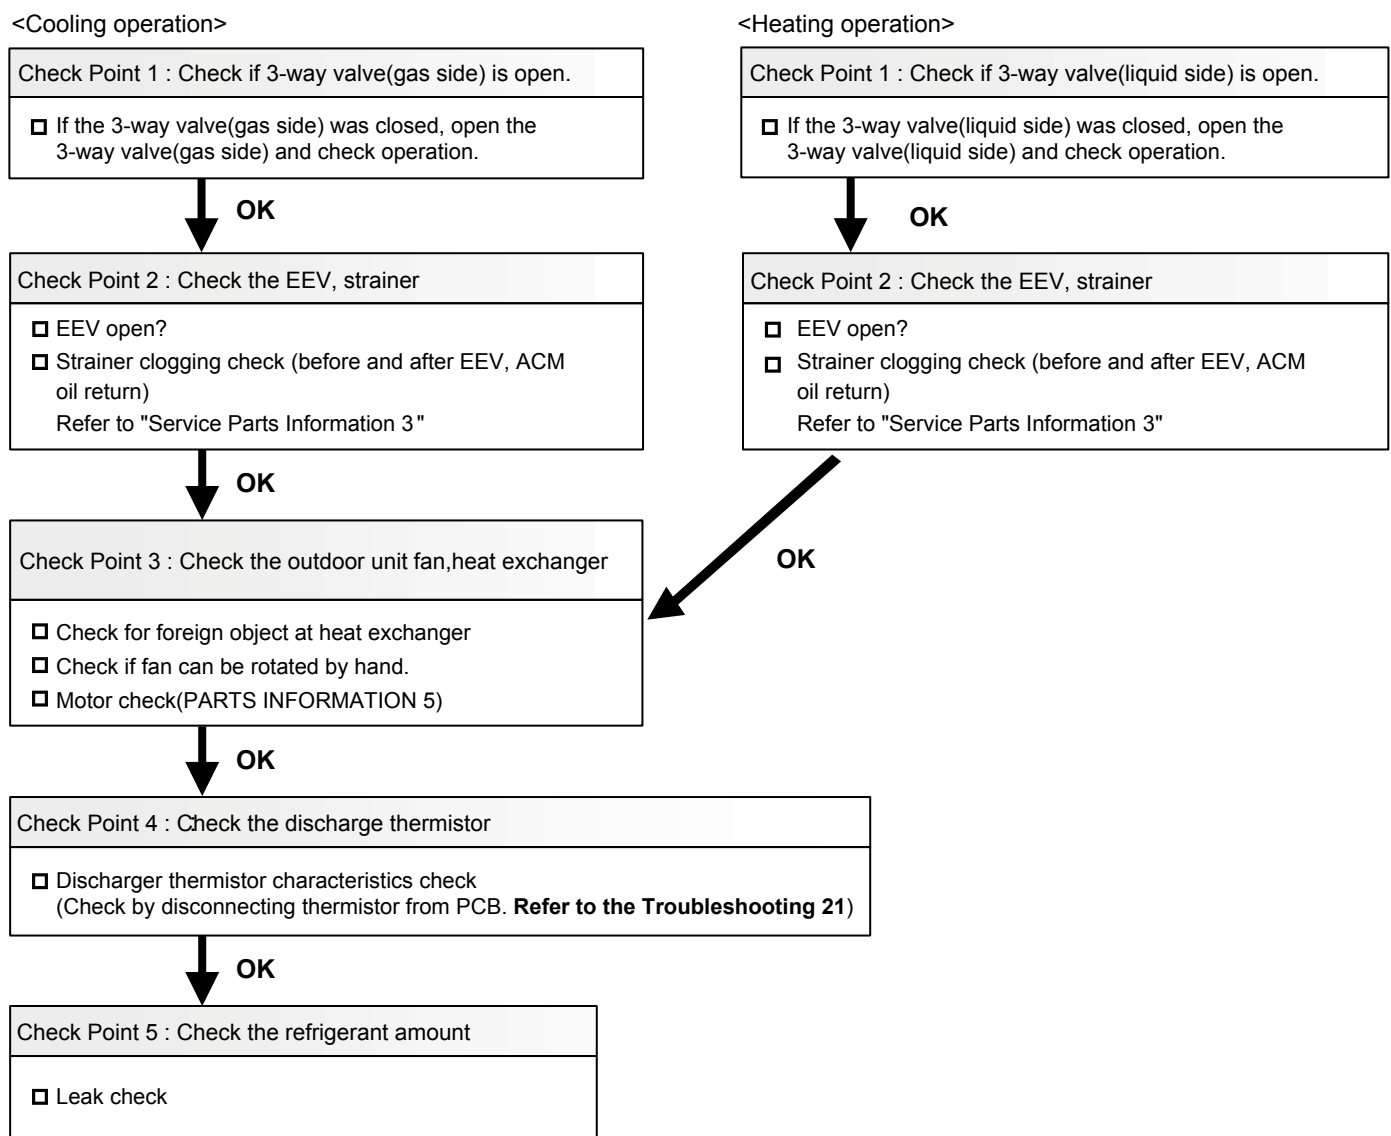 <Cooling operation>
Check Point 1 : Check if 3-way valve(gas side) is open.
If the 3-way valve(gas side) was closed, open the
3-way valve(gas side) and check operation.
OK
Check Point 2 : Check the EEV, strainer
EEV open?
Strainer clogging check (before and after EEV, ACM
oil return)
Refer to "Service Parts Information 3"
OK
<Heating operation>
Check Point 1 : Check if 3-way valve(liquid side) is open.
If the 3-way valve(liquid side) was closed, open the
3-way valve(liquid side) and check operation.
OK
Check Point 2 : Check the EEV, strainer
EEV open?
Strainer clogging check (before and after EEV, ACM
oil return)
Refer to "Service Parts Information 3"
OK
Check Point 3 : Check the outdoor unit fan,heat exchanger
Check for foreign object at heat exchanger
Check if fan can be rotated by hand.
Motor check(PARTS INFORMATION 5)
OK
Check Point 4 : Check the discharge thermistor
Discharger thermistor characteristics check
(Check by disconnecting thermistor from PCB. Refer to the Troubleshooting 21)
OK
Check Point 5 : Check the refrigerant amount
Leak check